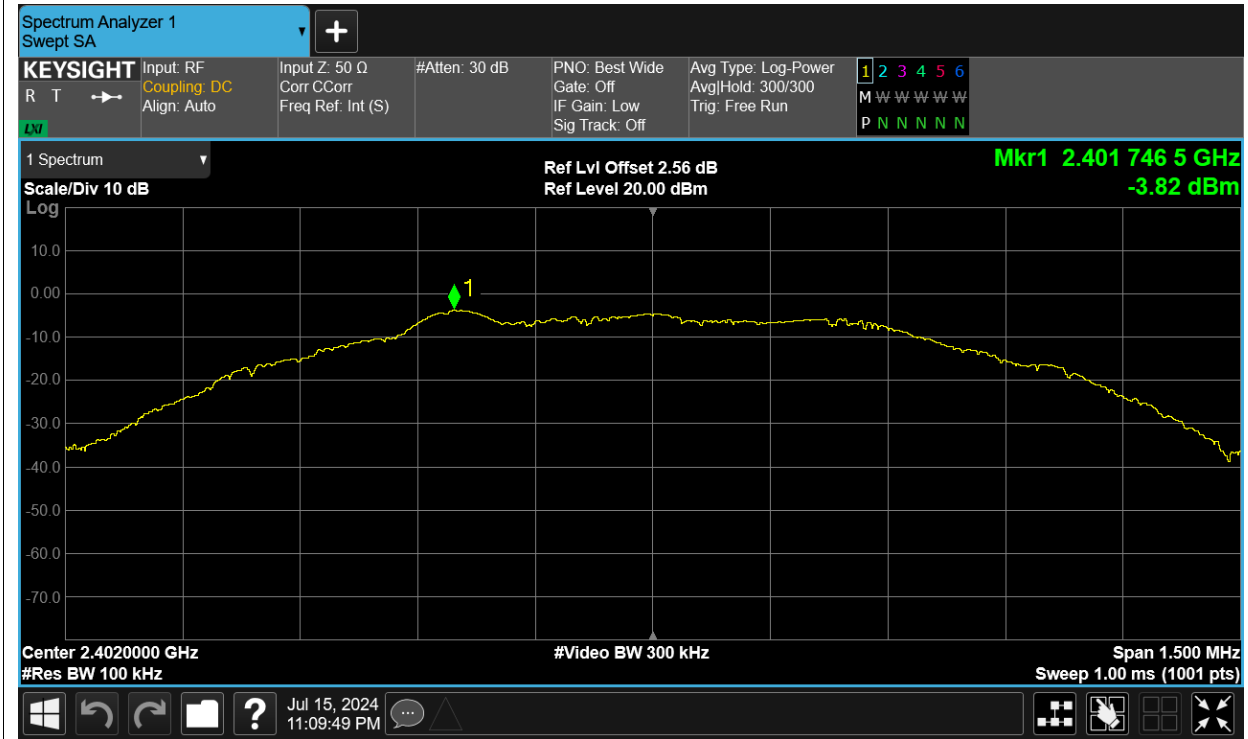 Spectrum Analyzer 1
Swept SA
KEYSIGHT
R T
LXI
Input: RF
Coupling: DC
Align: Auto
Input Z: 50 Ω
Corr CCorr
Freq Ref: Int (S)
#Atten: 30 dB
PNO: Best Wide
Gate: Off
IF Gain: Low
Sig Track: Off
Avg Type: Log-Power
Avg|Hold: 300/300
Trig: Free Run
1 2 3 4 5 6
M W W W W W
P N N N N N
1 Spectrum
Scale/Div 10 dB
Log
Ref Lvl Offset 2.56 dB
Ref Level 20.00 dBm
Mkr1 2.401 746 5 GHz
-3.82 dBm
10.0
0.00
-10.0
-20.0
-30.0
-40.0
-50.0
-60.0
-70.0
1
Center 2.4020000 GHz
#Res BW 100 kHz
#Video BW 300 kHz
Span 1.500 MHz
Sweep 1.00 ms (1001 pts)
?
Jul 15, 2024
11:09:49 PM